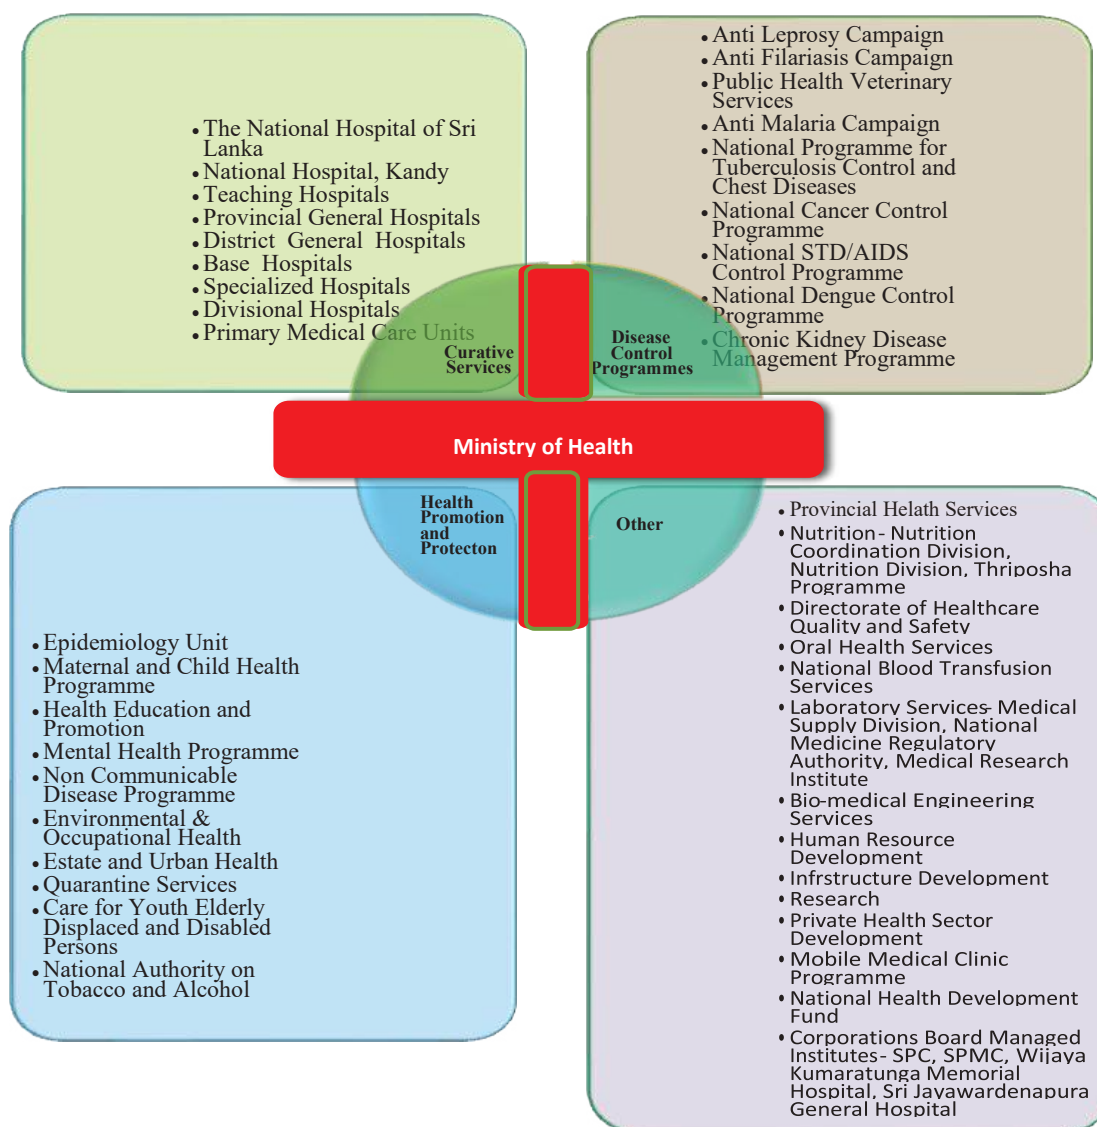 • The National Hospital of Sri
Lanka
• National Hospital, Kandy
• Teaching Hospitals
• Provincial General Hospitals
• District General Hospitals
• Base Hospitals
• Specialized Hospitals
• Divisional Hospitals
• Primary Medical Care Units
Curative
Services
• Anti Leprosy Campaign
• Anti Filariasis Campaign
• Public Health Veterinary
Services
• Anti Malaria Campaign
• National Programme for
Tuberculosis Control and
Chest Diseases
• National Cancer Control
Programme
• National STD/AIDS
Control Programme
• National Dengue Control
Programme
• Chronic Kidney Disease
Management Programme
Disease
Control
Programmes
Ministry of Health
Health
Promotion
and
Protecton
• Epidemiology Unit
• Maternal and Child Health
Programme
• Health Education and
Promotion
• Mental Health Programme
• Non Communicable
Disease Programme
• Environmental &
Occupational Health
• Estate and Urban Health
• Quarantine Services
• Care for Youth Elderly
Displaced and Disabled
Persons
• National Authority on
Tobacco and Alcohol
Other
• Provincial Helath Services
• Nutrition- Nutrition
Coordination Division,
Nutrition Division, Thriposha
Programme
• Directorate of Healthcare
Quality and Safety
• Oral Health Services
• National Blood Transfusion
Services
• Laboratory Services- Medical
Supply Division, National
Medicine Regulatory
Authority, Medical Research
Institute
• Bio-medical Engineering
Services
• Human Resource
Development
• Infrstructure Development
• Research
• Private Health Sector
Development
• Mobile Medical Clinic
Programme
• National Health Development
Fund
• Corporations Board Managed
Institutes- SPC, SPMC, Wijaya
Kumaratunga Memorial
Hospital, Sri Jayawardenapura
General Hospital